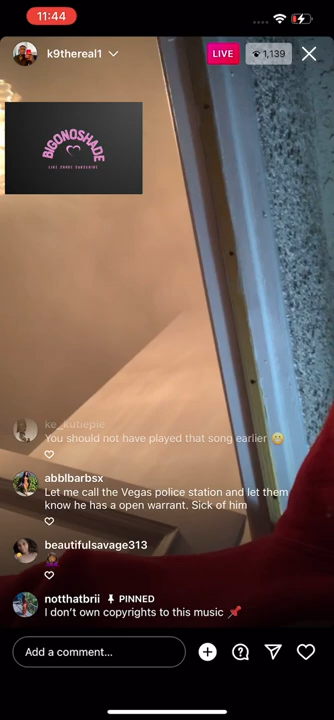 11:44
k9thereal1
LIVE
1,139
BIGONOSHADE
LIKE SHARE SUBSCRIBE
ke_kutiepie
You should not have played that song earlier
abblbarbsx
Let me call the Vegas police station and let them
know he has a open warrant. Sick of him
beautifulsavage313
notthatbrii PINNED
I don't own copyrights to this music
Add a comment...